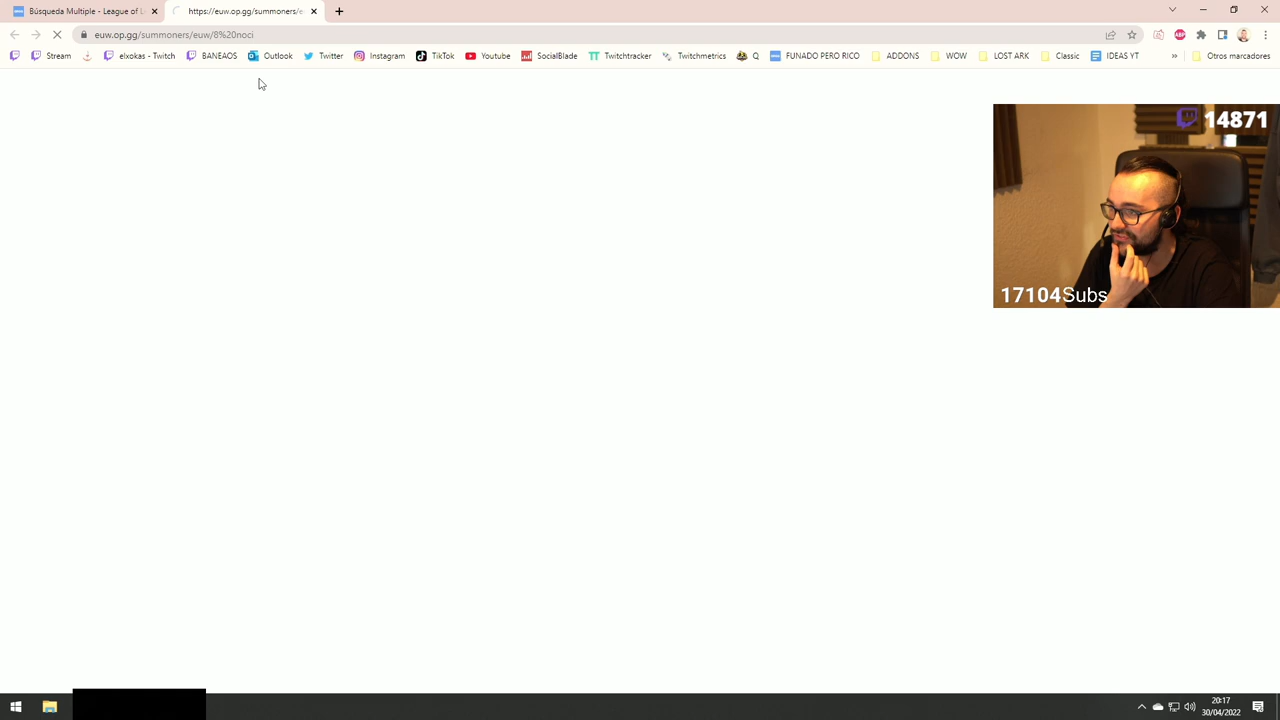 Búsqueda Multiple - League of L
https://euw.op.gg/summoners/e
euw.op.gg/summoners/euw/8%20noci
ABP
Stream
elxokas - Twitch
BANEAOS
Outlook
Twitter
Instagram
TikTok
Youtube
SocialBlade
TT Twitchtracker
Twitchmetrics
Q
FUNADO PERO RICO
ADDONS
WOW
LOST ARK
Classic
IDEAS YT
»
Otros marcadores
14871
17104Subs
20:17
30/04/2022